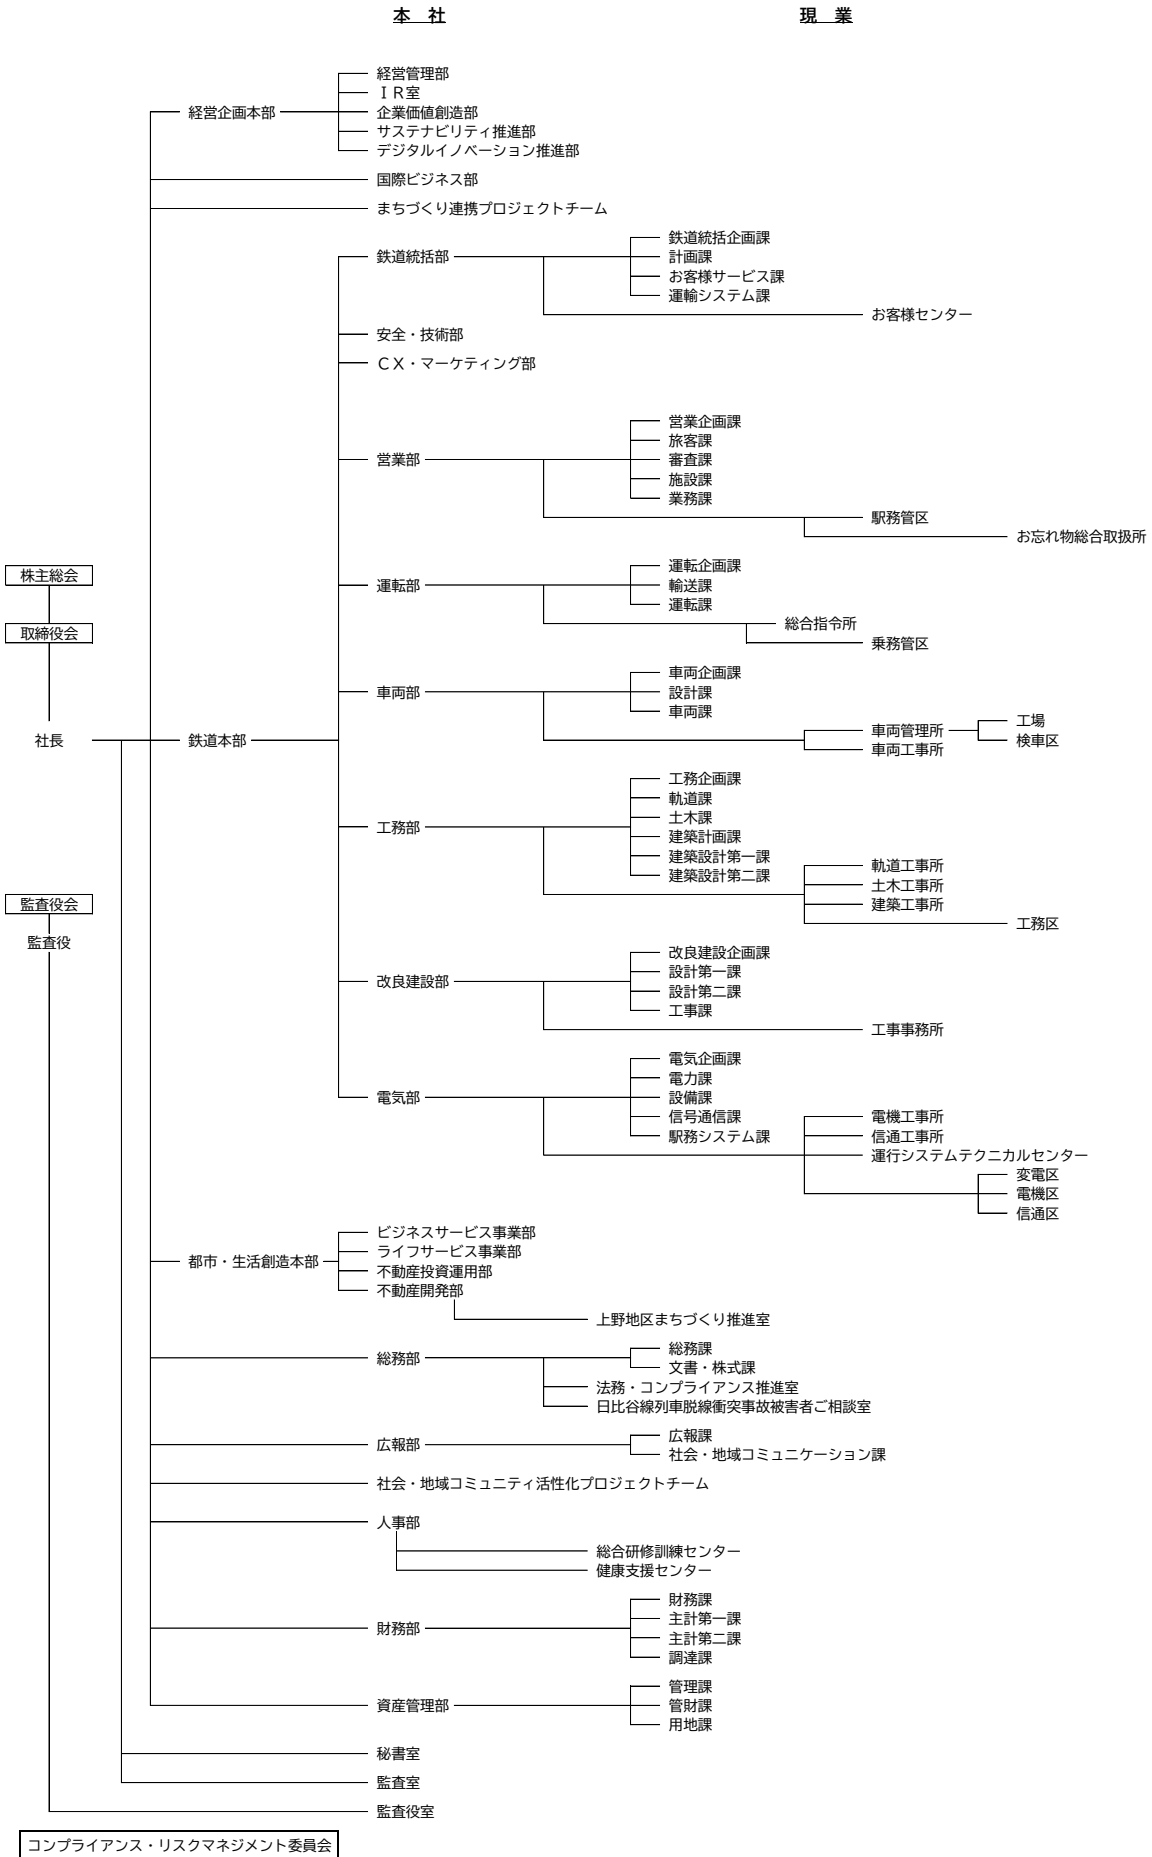 本　社
現　業
経営管理部
ＩＲ室
経営企画本部
企業価値創造部
サステナビリティ推進部
デジタルイノベーション推進部
国際ビジネス部
まちづくり連携プロジェクトチーム
鉄道統括企画課
鉄道統括部
計画課
お客様サービス課
運輸システム課
お客様センター
安全・技術部
ＣＸ・マーケティング部
営業企画課
旅客課
営業部
審査課
施設課
業務課
駅務管区
お忘れ物総合取扱所
運転企画課
株主総会
運転部
輸送課
運転課
総合指令所
取締役会
乗務管区
車両企画課
車両部
設計課
車両課
工場
車両管理所
社長
鉄道本部
検車区
車両工事所
工務企画課
軌道課
土木課
工務部
建築計画課
建築設計第一課
建築設計第二課
軌道工事所
土木工事所
監査役会
建築工事所
工務区
監査役
改良建設企画課
設計第一課
改良建設部
設計第二課
工事課
工事事務所
電気企画課
電力課
電気部
設備課
信号通信課
駅務システム課
電機工事所
信通工事所
運行システムテクニカルセンター
変電区
電機区
信通区
ビジネスサービス事業部
ライフサービス事業部
都市・生活創造本部
不動産投資運用部
不動産開発部
上野地区まちづくり推進室
総務課
総務部
文書・株式課
法務・コンプライアンス推進室
日比谷線列車脱線衝突事故被害者ご相談室
広報課
広報部
社会・地域コミュニケーション課
社会・地域コミュニティ活性化プロジェクトチーム
人事部
総合研修訓練センター
健康支援センター
財務課
主計第一課
財務部
主計第二課
調達課
管理課
資産管理部
管財課
用地課
秘書室
監査室
監査役室
コンプライアンス・リスクマネジメント委員会